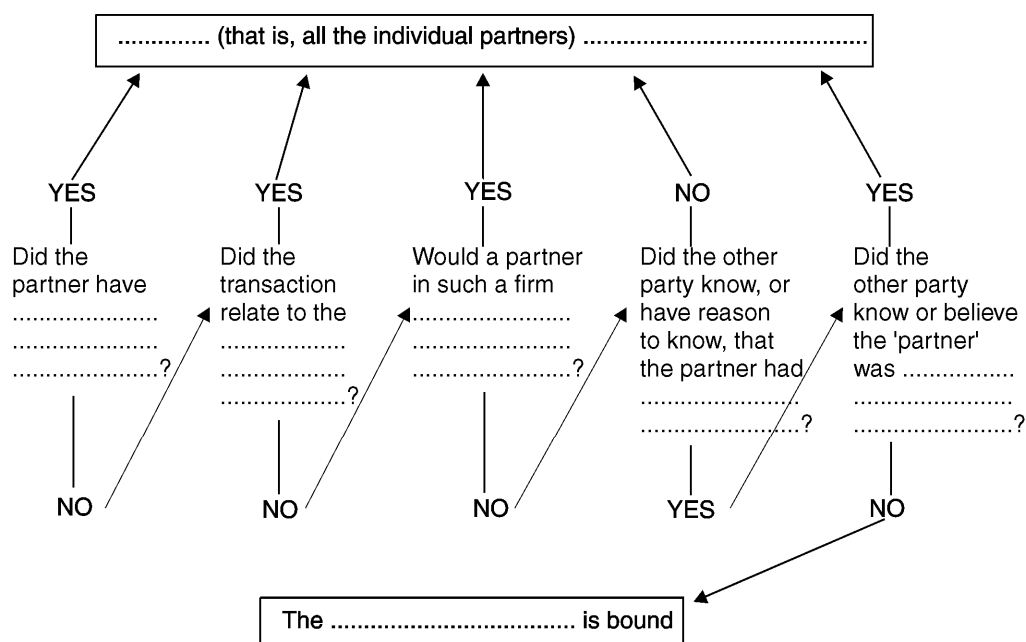 .............. (that is, all the individual partners) ...........................................
YES
YES
YES
NO
YES
Did the
partner have
......................
......................
......................?
Did the
transaction
relate to the
...................
...................
...................?
Would a partner
in such a firm
........................
........................
........................?
Did the other
party know, or
have reason
to know, that
the partner had
........................
........................?
Did the
other party
know or believe
the 'partner'
was .................
........................
........................?
NO
NO
NO
YES
NO
The ..................................... is bound